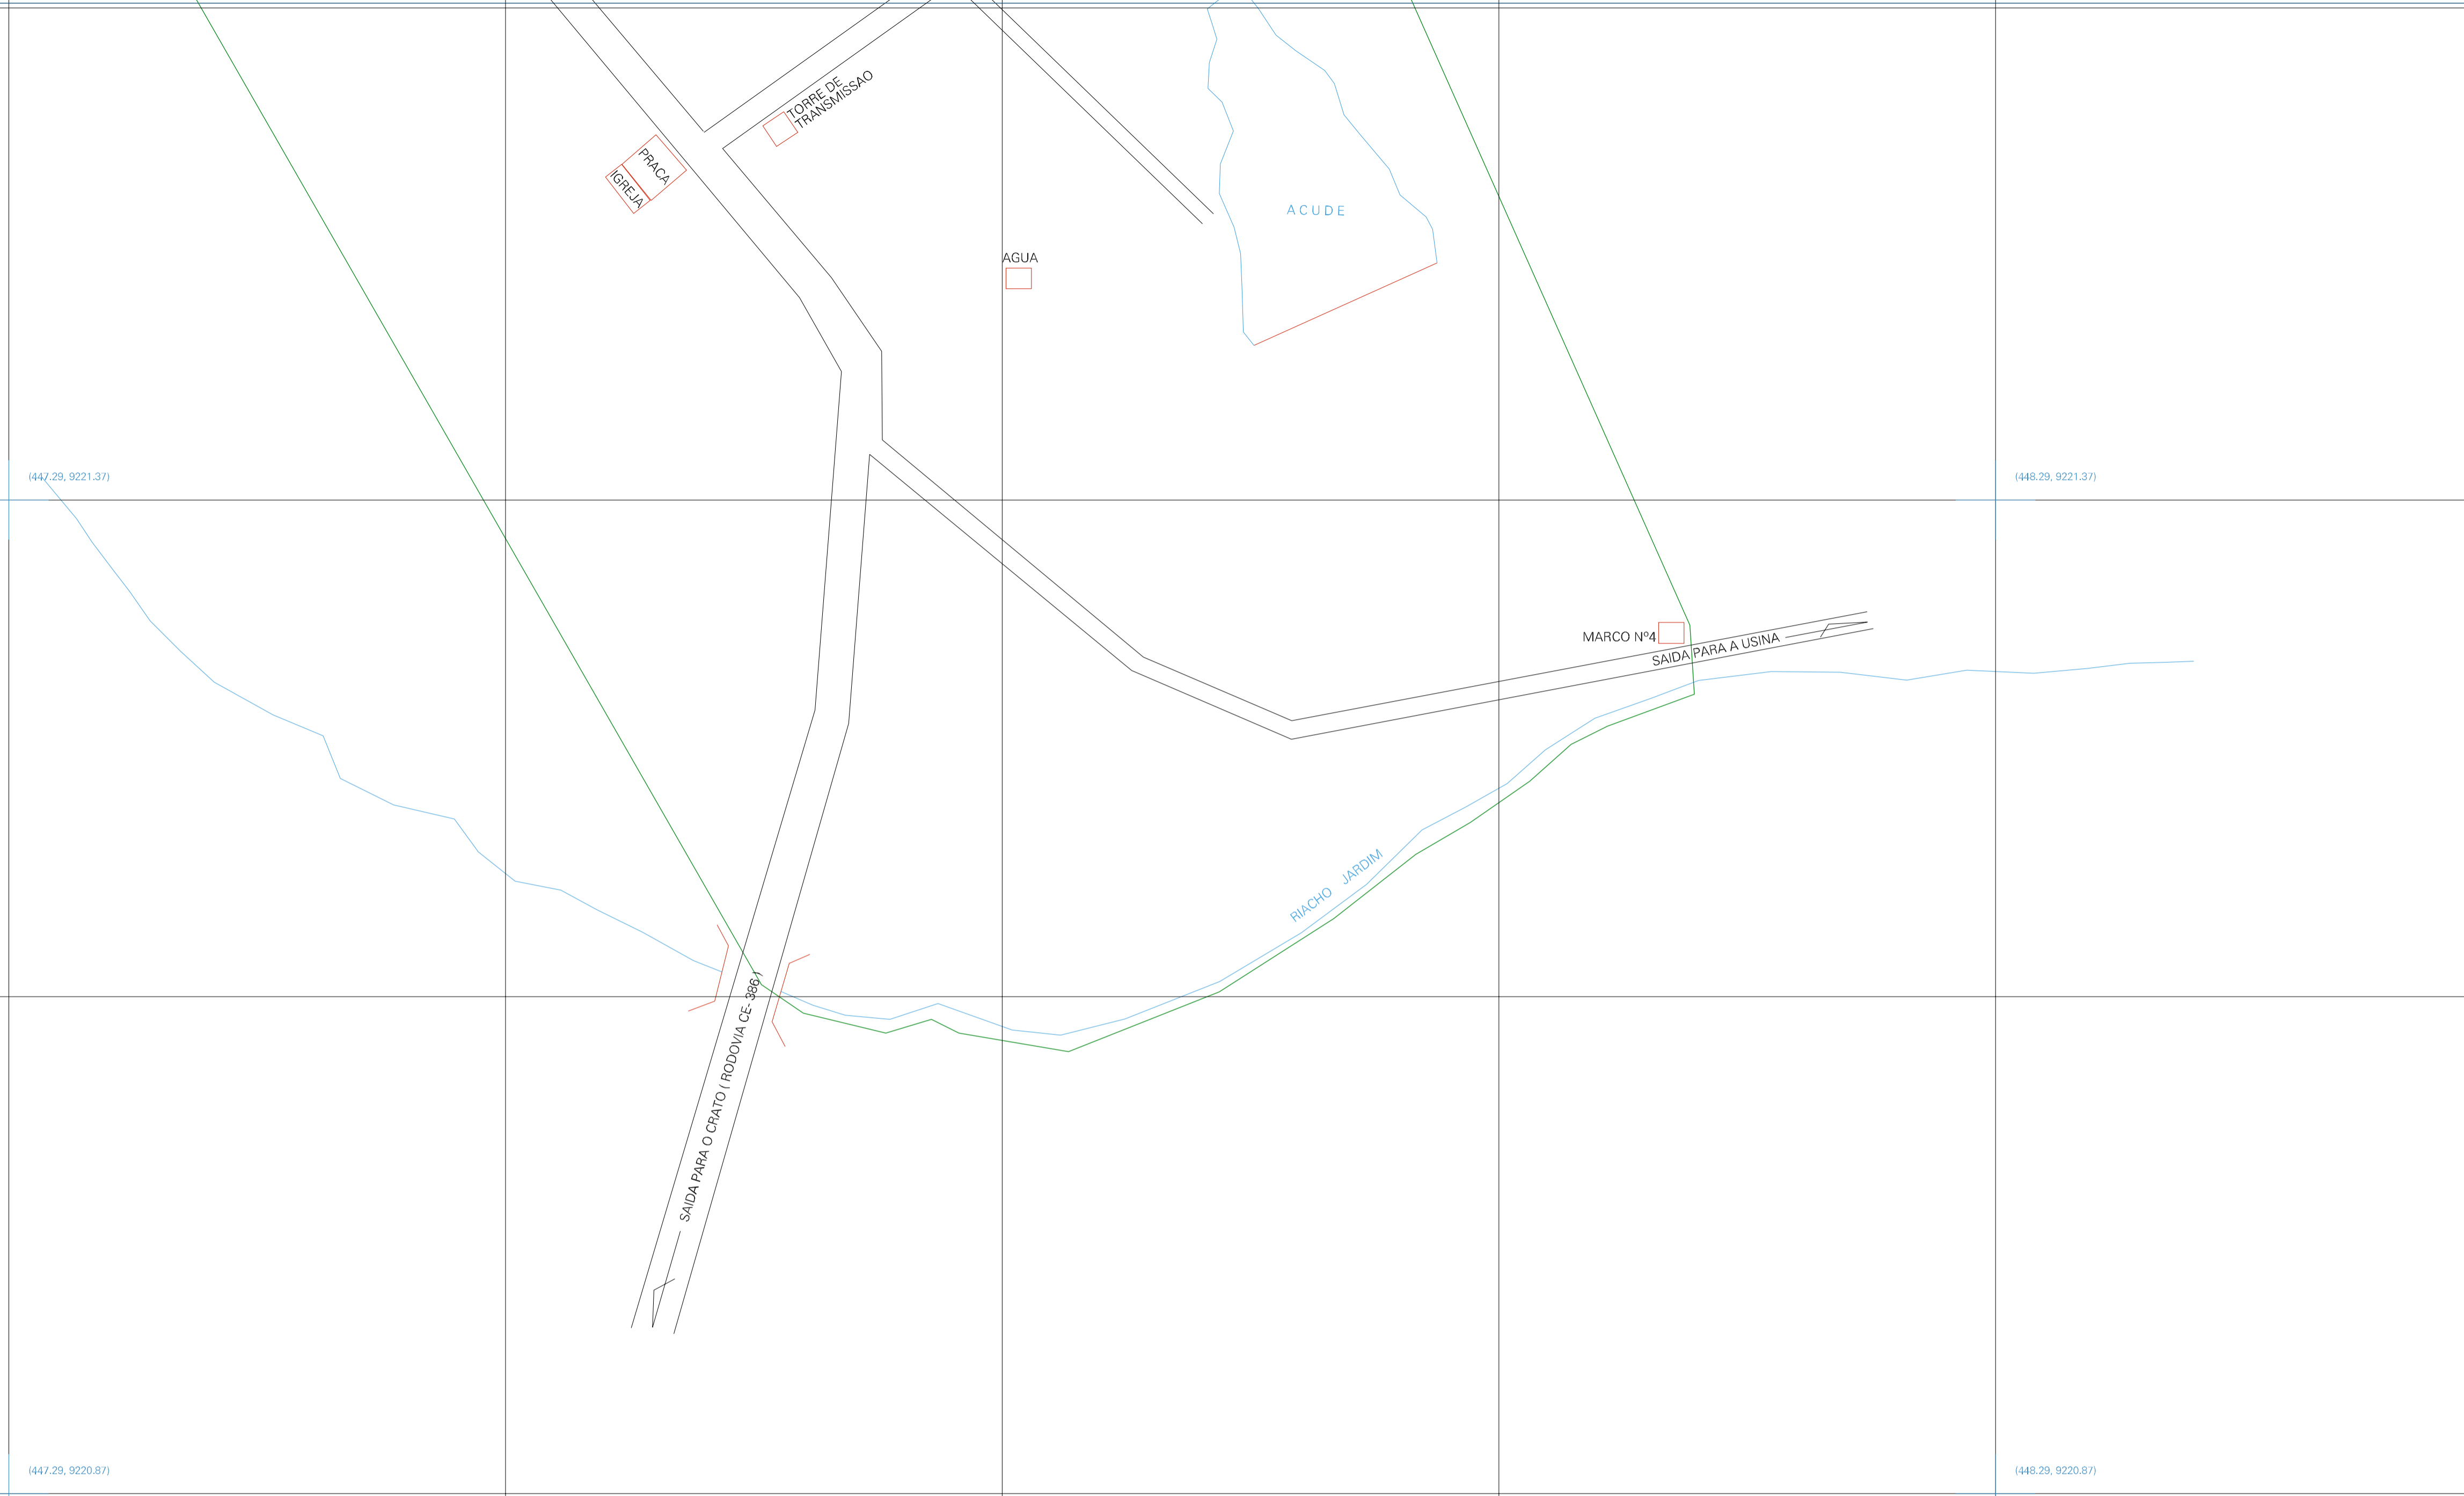 TORRE DE
TRANSMISSAO
PRACA
IGREJA
A C U D E
AGUA
(447.29, 9221.37)
(448.29, 9221.37)
MARCO Nº4
SAIDA PARA A USINA
RIACHO JARDIM
SAIDA PARA O CRATO ( RODOVIA CE- 386 )
(447.29, 9220.87)
(448.29, 9220.87)